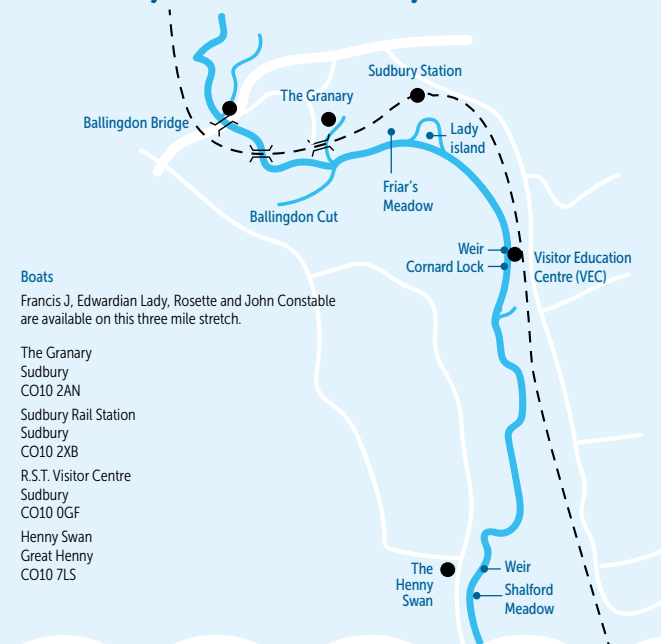 Sudbury Station
The Granary
Ballingdon Bridge
Lady
island
Friar's
Meadow
Ballingdon Cut
Weir
Cornard Lock
Visitor Education
Centre (VEC)
Boats
Francis J, Edwardian Lady, Rosette and John Constable
are available on this three mile stretch.
The Granary
Sudbury
CO10 2AN
Sudbury Rail Station
Sudbury
CO10 2XB
R.S.T. Visitor Centre
Sudbury
CO10 0GF
Henny Swan
Great Henny
CO10 7LS
The
Henny
Swan
Weir
Shalford
Meadow